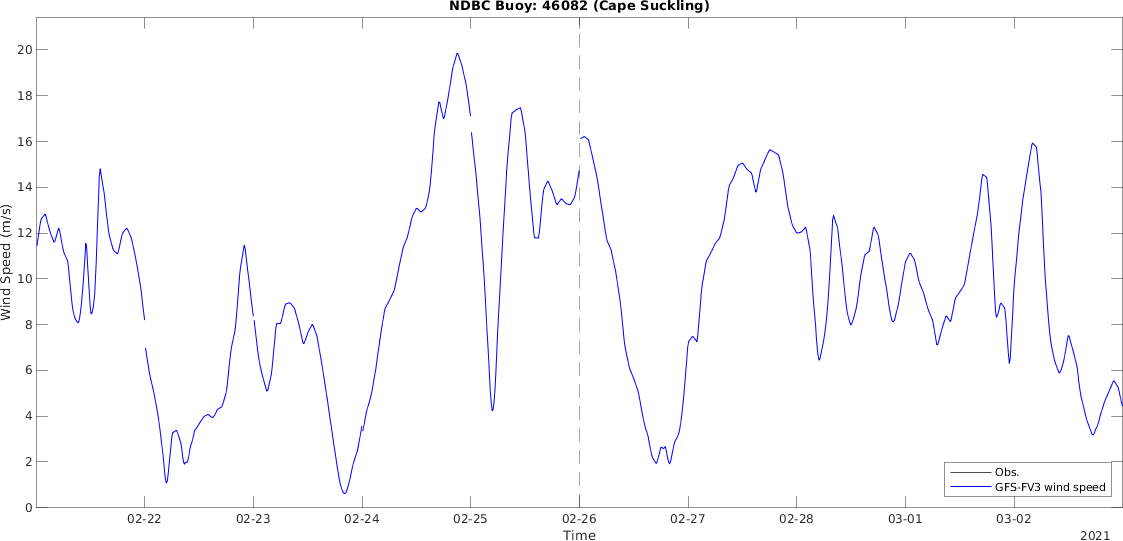 NDBC Buoy: 46082 (Cape Suckling)
Wind Speed (m/s)
20
18
16
14
12
10
8
6
4
2
0
02-22 02-23 02-24 02-25 02-26 02-27 02-28 03-01 03-02
Time
2021
Obs.
GFS-FV3 wind speed